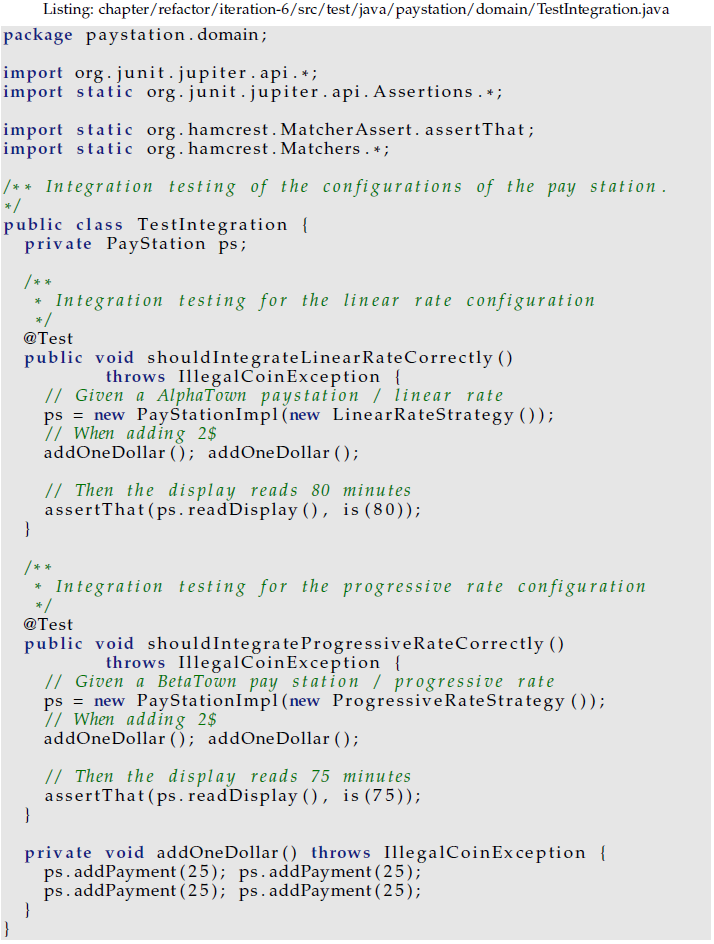 Listing: chapter/refactor/iteration-6/src/test/java/paystation/domain/TestIntegration.java
package paystation.domain;

import org.junit.jupiter.api.*;
import static org.junit.jupiter.api.Assertions.*;

import static org.hamcrest.MatcherAssert.assertThat;
import static org.hamcrest.Matchers.*;

/** Integration testing of the configurations of the pay station.
*/
public class TestIntegration {
  private PayStation ps;

  /**
   * Integration testing for the linear rate configuration
   */
  @Test
  public void shouldIntegrateLinearRateCorrectly()
          throws IllegalCoinException {
    // Given a AlphaTown paystation / linear rate
    ps = new PayStationImpl(new LinearRateStrategy());
    // When adding 2$
    addOneDollar(); addOneDollar();

    // Then the display reads 80 minutes
    assertThat(ps.readDisplay(), is(80));
  }

  /**
   * Integration testing for the progressive rate configuration
   */
  @Test
  public void shouldIntegrateProgressiveRateCorrectly()
          throws IllegalCoinException {
    // Given a BetaTown pay station / progressive rate
    ps = new PayStationImpl(new ProgressiveRateStrategy());
    // When adding 2$
    addOneDollar(); addOneDollar();

    // Then the display reads 75 minutes
    assertThat(ps.readDisplay(), is(75));
  }

  private void addOneDollar() throws IllegalCoinException {
    ps.addPayment(25); ps.addPayment(25);
    ps.addPayment(25); ps.addPayment(25);
  }
}